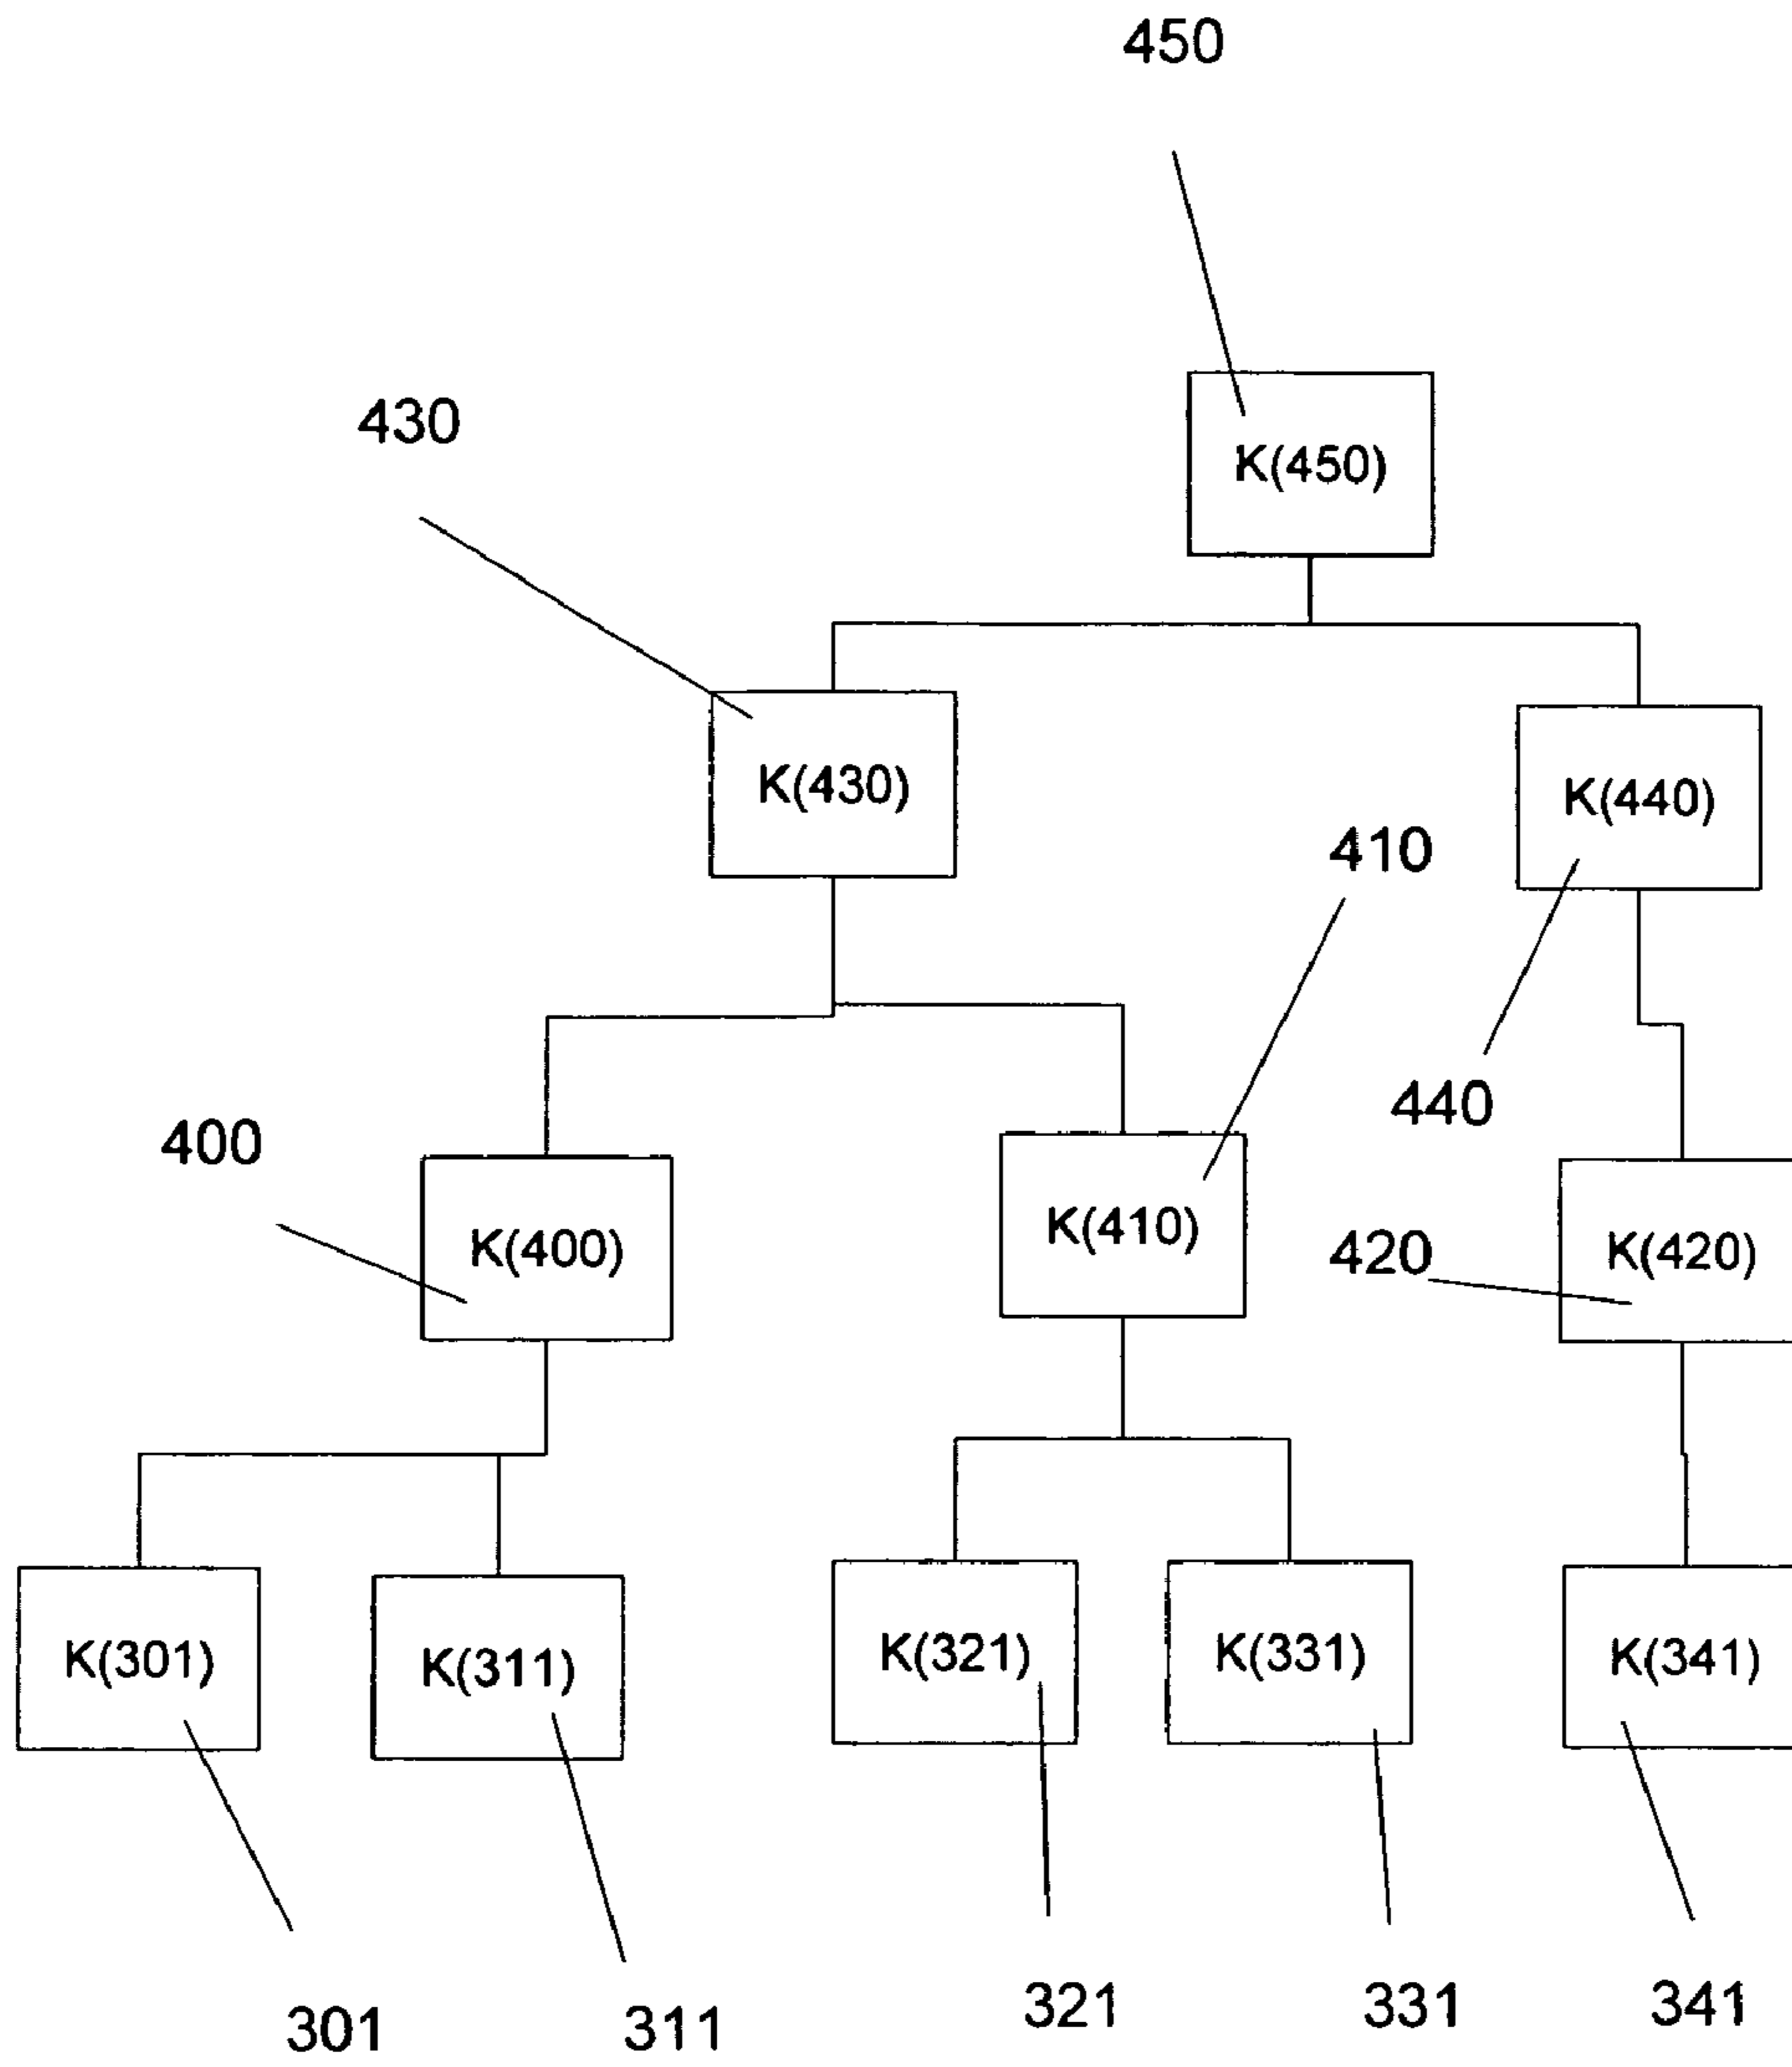 450
430
K(450)
K(430)
K(440)
410
440
400
K(400)
K(410)
420
K(420)
K(301)
K(311)
K(321)
K(331)
K(341)
301
311
321
331
341